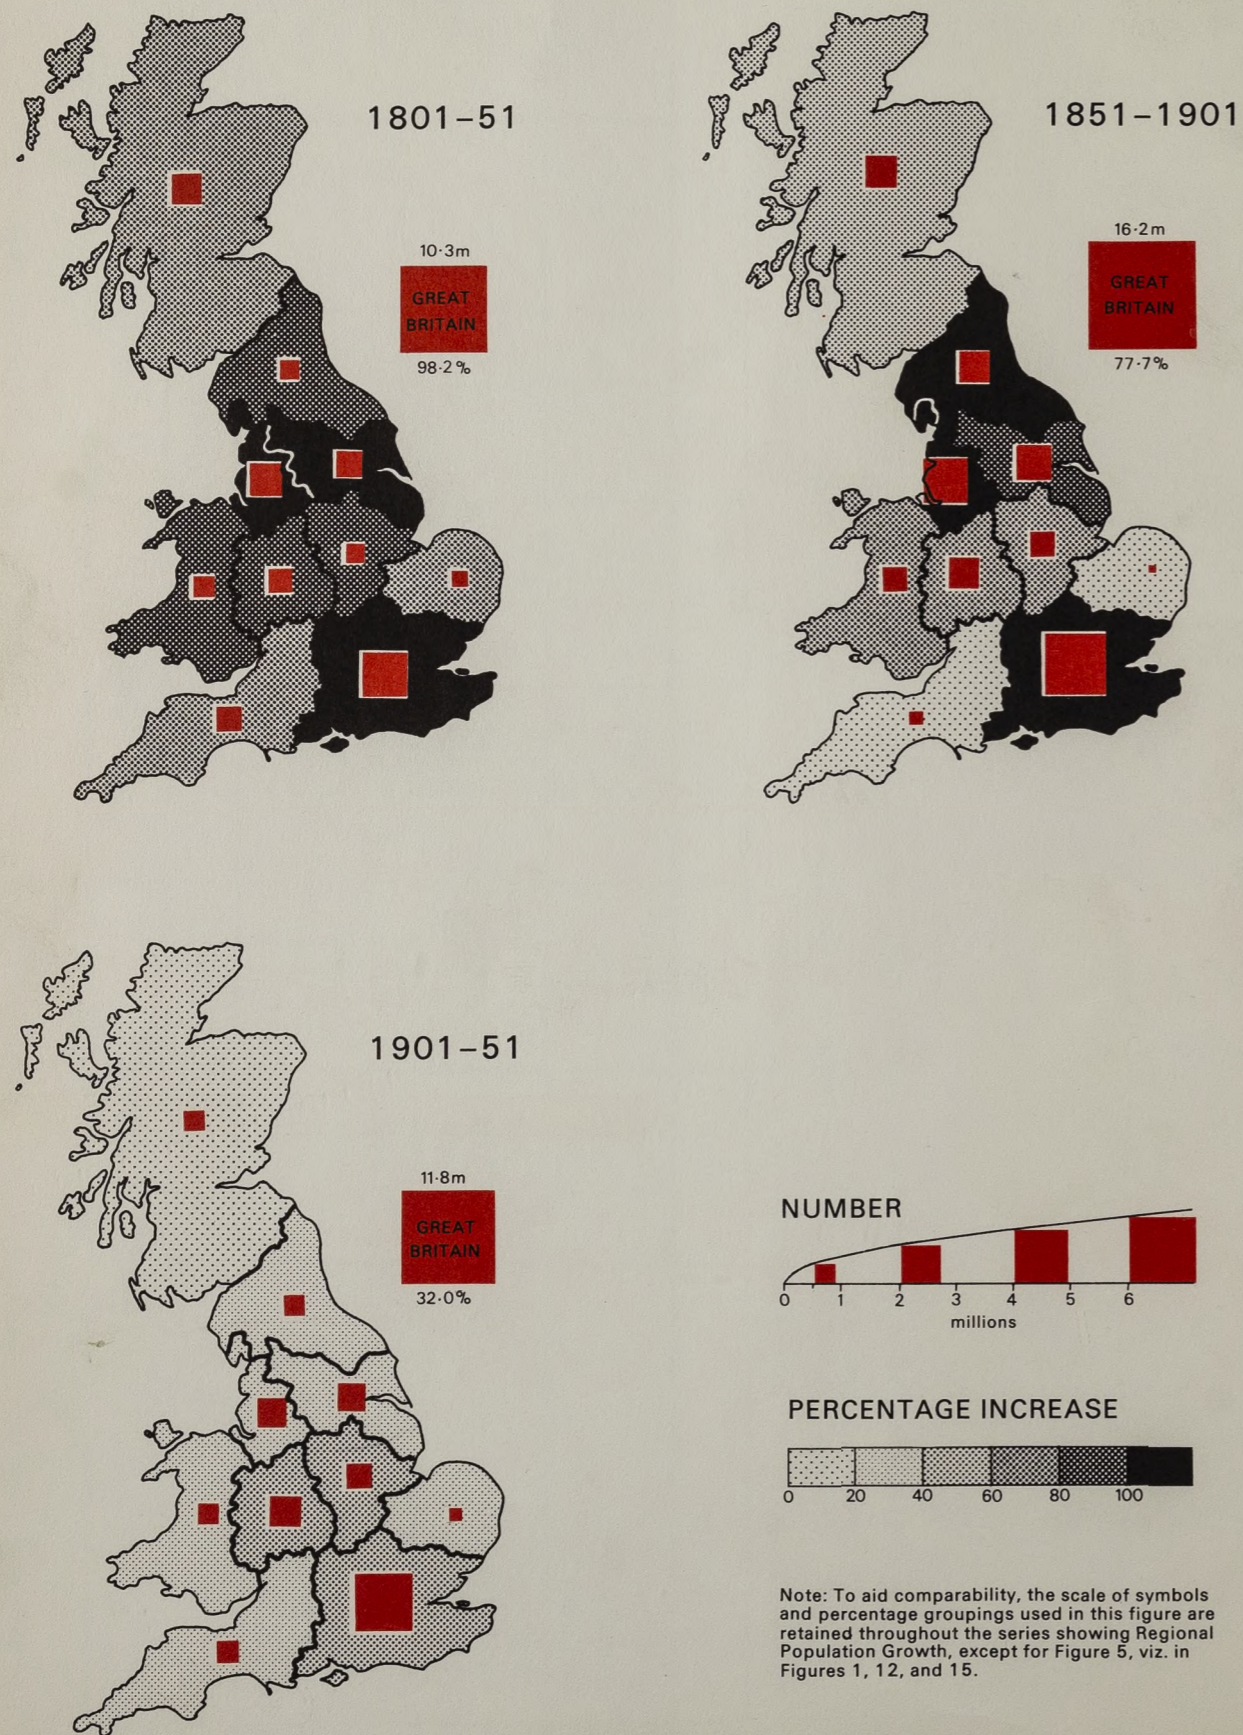 1801–51
10·3m
GREAT
BRITAIN
98·2%
1851–1901
16·2m
GREAT
BRITAIN
77·7%
1901–51
11·8m
GREAT
BRITAIN
32·0%
NUMBER
0 1 2 3 4 5 6
millions
PERCENTAGE INCREASE
0 20 40 60 80 100
Note: To aid comparability, the scale of symbols
and percentage groupings used in this figure are
retained throughout the series showing Regional
Population Growth, except for Figure 5, viz. in
Figures 1, 12, and 15.